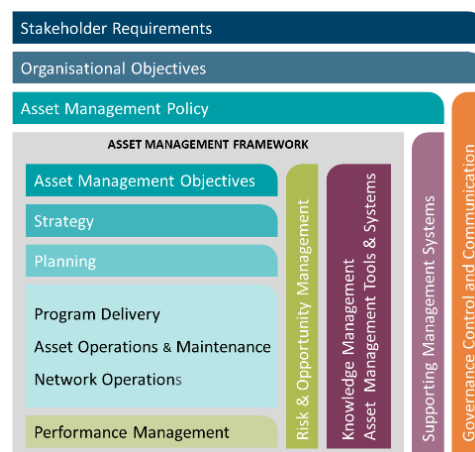 Stakeholder Requirements
Organisational Objectives
Asset Management Policy
ASSET MANAGEMENT FRAMEWORK
Asset Management Objectives
Strategy
Planning
Program Delivery
Asset Operations & Maintenance
Network Operations
Performance Management
Risk & Opportunity Management
Knowledge Management
Asset Management Tools & Systems
Supporting Management Systems
Governance Control and Communication